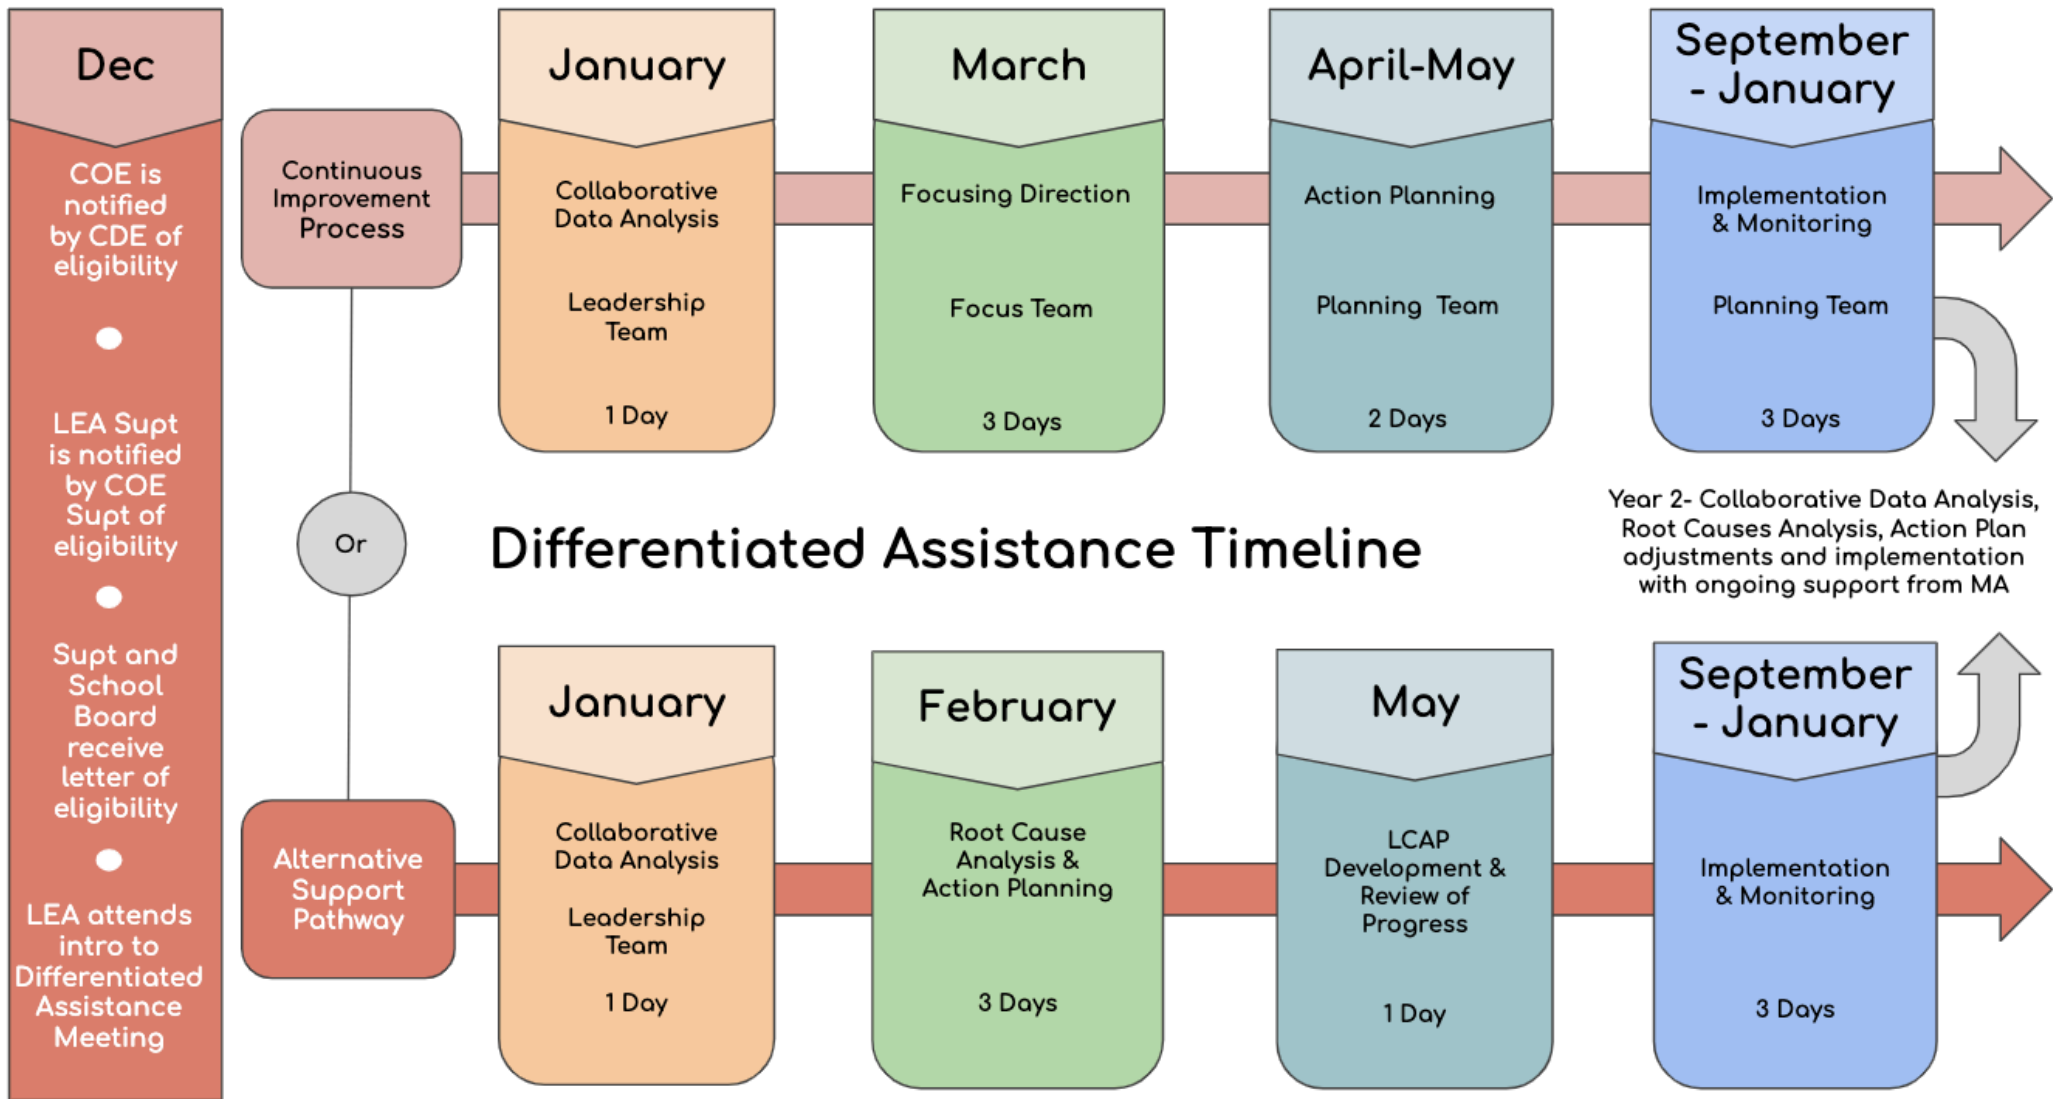 Dec
COE is
notified
by CDE of
eligibility
LEA Supt
is notified
by COE
Supt of
eligibility
Supt and
School
Board
receive
letter of
eligibility
LEA attends
intro to
Differentiated
Assistance
Meeting
Continuous
Improvement
Process
Or
Alternative
Support
Pathway
January
Collaborative
Data Analysis
Leadership
Team
1 Day
March
Focusing Direction
Focus Team
3 Days
April-May
Action Planning
Planning Team
2 Days
September
- January
Implementation
& Monitoring
Planning Team
3 Days
Differentiated Assistance Timeline
Year 2- Collaborative Data Analysis,
Root Causes Analysis, Action Plan
adjustments and implementation
with ongoing support from MA
January
Collaborative
Data Analysis
Leadership
Team
1 Day
February
Root Cause
Analysis &
Action Planning
3 Days
May
LCAP
Development &
Review of
Progress
1 Day
September
- January
Implementation
& Monitoring
3 Days